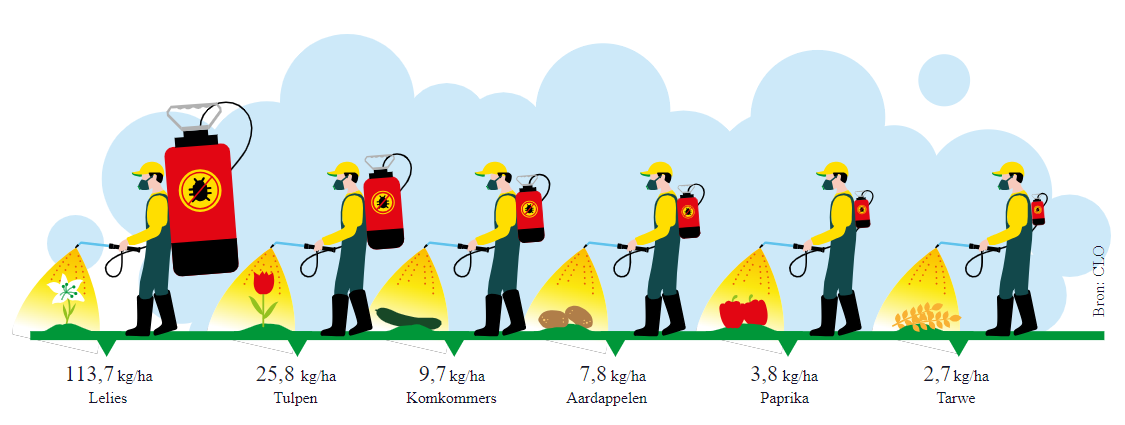 113,7 kg/ha
Lelies
25,8 kg/ha
Tulpen
9,7 kg/ha
Komkommers
7,8 kg/ha
Aardappelen
3,8 kg/ha
Paprika
2,7 kg/ha
Tarwe
Bron: CLO